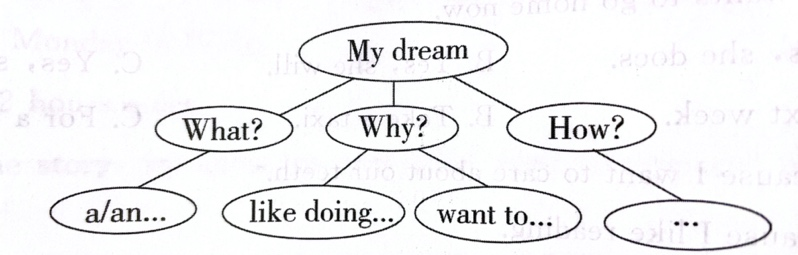 My dream
What? Why? How?
a/an... like doing... want to... ...